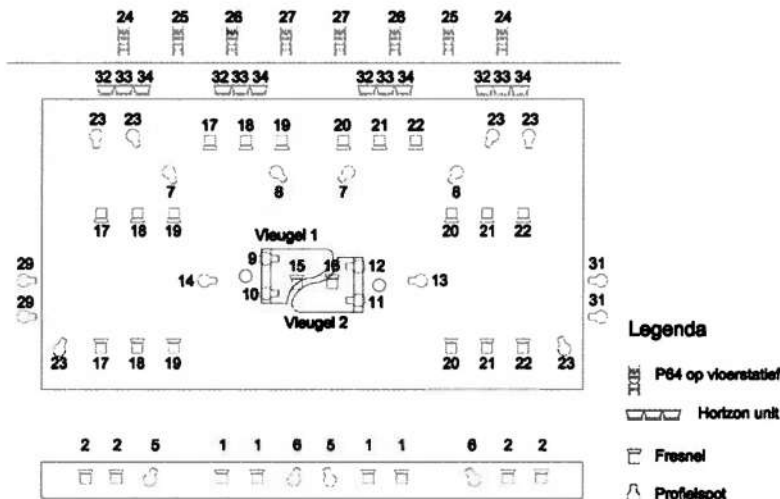 24 25 26 27 27 26 25 24
32 33 34 32 33 34 32 33 34 32 33 34
23 23 17 18 19 20 21 22 23 23
7 8 7 8
17 18 19 20 21 22
Vleugel 1
29 14 9 15 16 12 13 31
29 10 11 31
Vleugel 2
23 17 18 19 20 21 22 23
2 2 5 1 1 6 5 1 1 6 2 2
Legenda
P64 op vloerstatief
Horizon unit
Fresnel
Profielspot